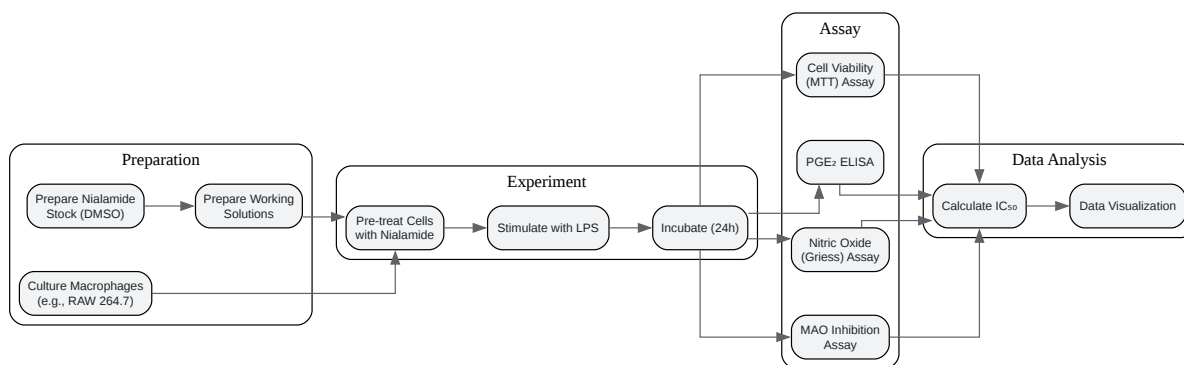 Preparation
Prepare Nialamide
Stock (DMSO)
Prepare Working
Solutions
Culture Macrophages
(e.g., RAW 264.7)
Experiment
Pre-treat Cells
with Nialamide
Stimulate with LPS
Incubate (24h)
Assay
Cell Viability
(MTT) Assay
PGE₂ ELISA
Nitric Oxide
(Griess) Assay
MAO Inhibition
Assay
Data Analysis
Calculate IC₅₀
Data Visualization